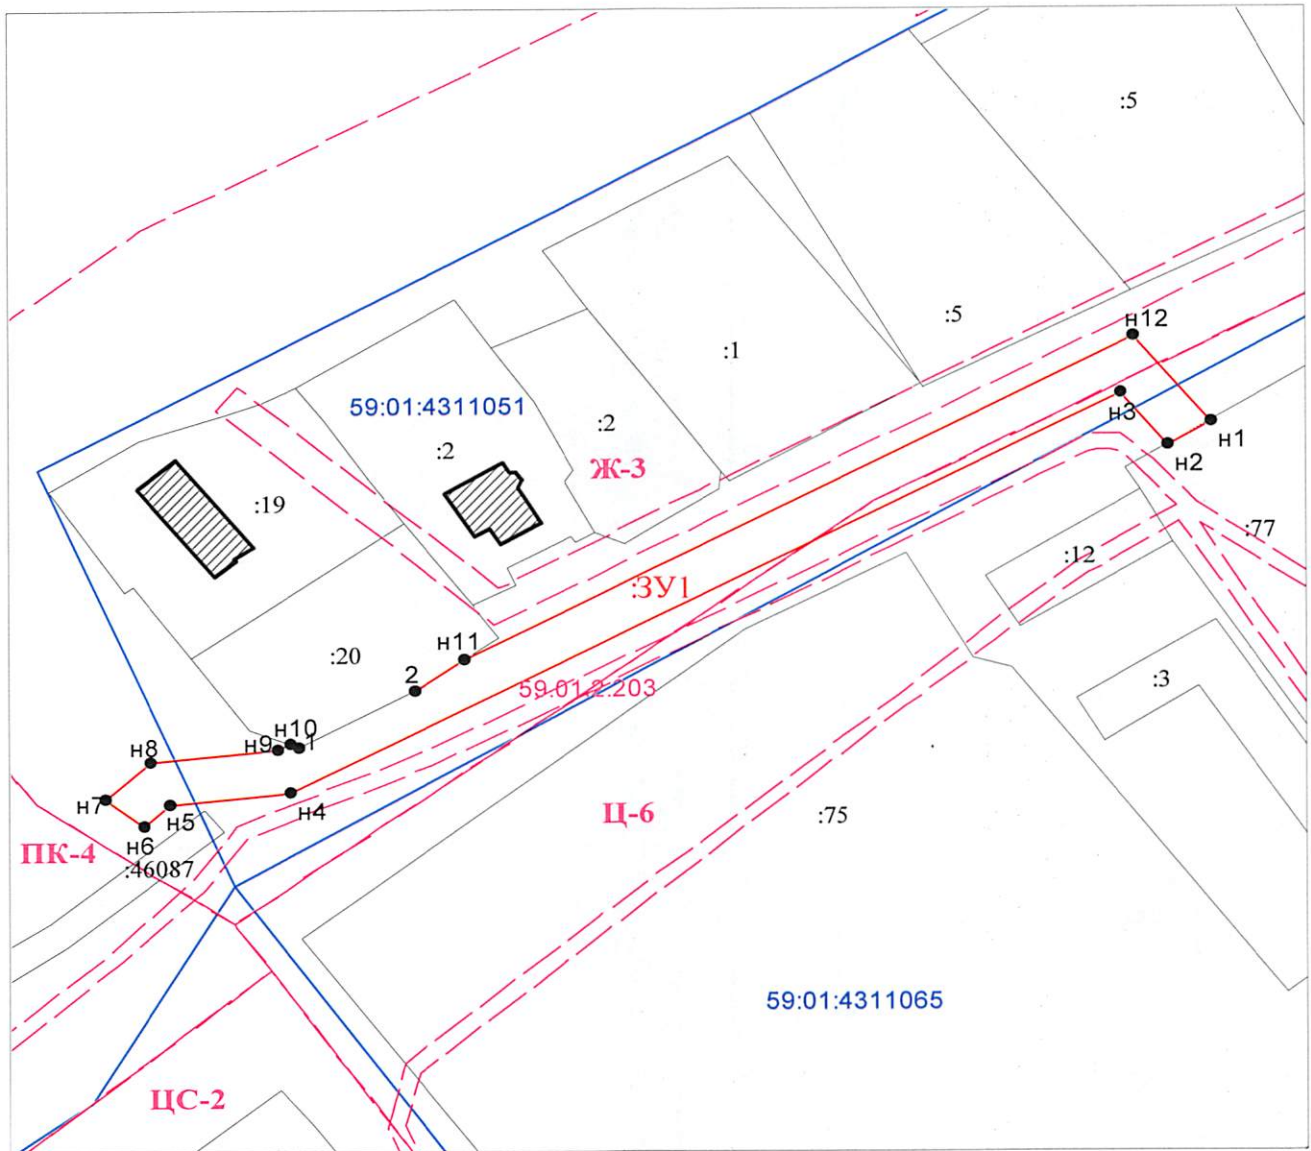 :5
:5
н12
:1
59:01:4311051
:2
:2
н3
н1
н2
Ж-3
:19
:77
:12
:ЗУ1
н11
:20
2
59.01.2.203
:3
н10
н9
1
н8
н7
н4
н5
н6
Ц-6
:75
ПК-4
:46087
59:01:4311065
ЦС-2